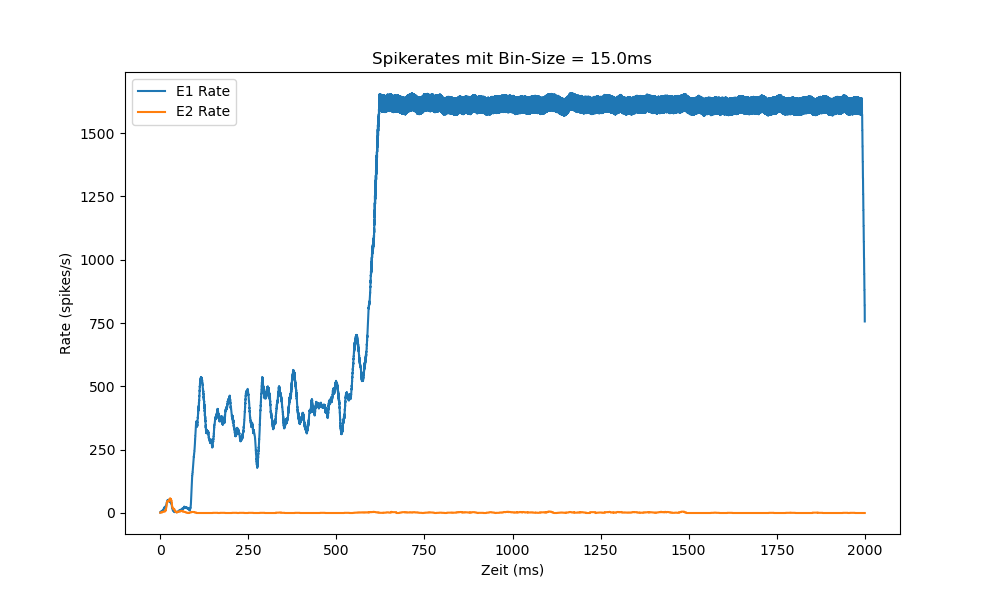 Spikerates mit Bin-Size = 15.0ms
E1 Rate
E2 Rate
1500
1250
1000
750
500
250
0
Rate (spikes/s)
0 250 500 750 1000 1250 1500 1750 2000
Zeit (ms)